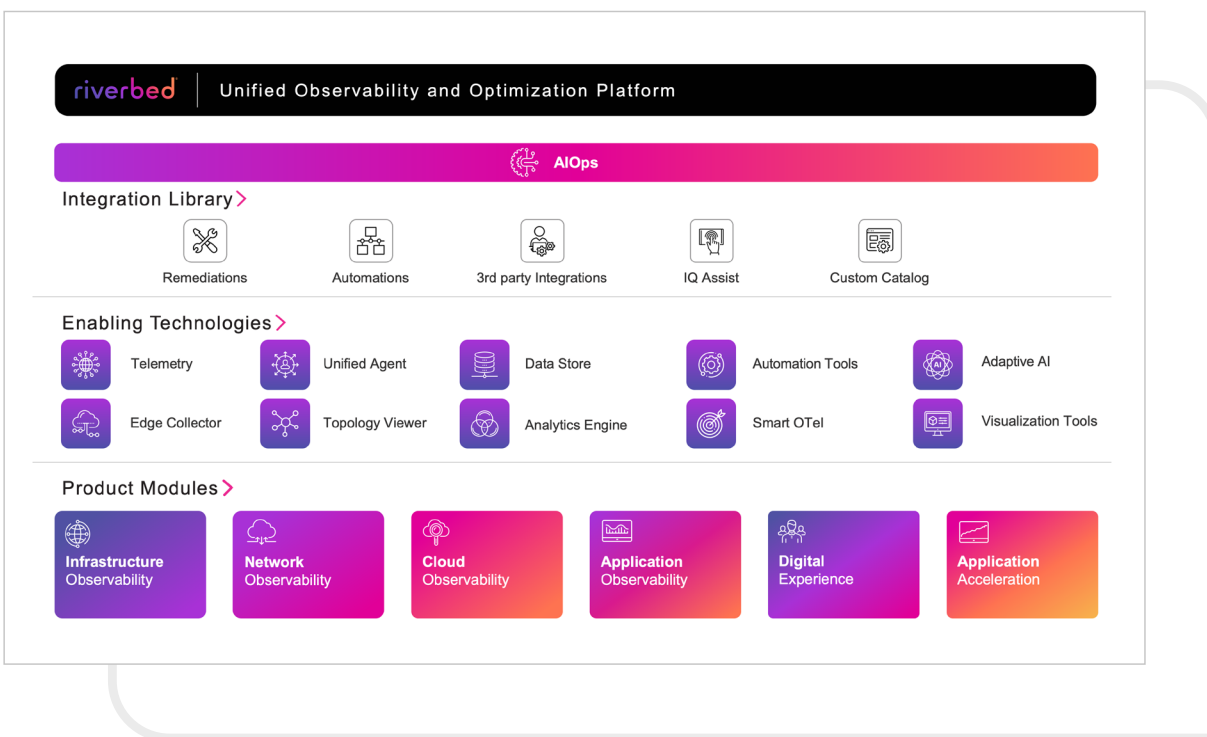 riverbed
Unified Observability and Optimization Platform
AIOps
Integration Library
Remediations
Automations
3rd party Integrations
IQ Assist
Custom Catalog
Enabling Technologies
Telemetry
Unified Agent
Data Store
Automation Tools
Adaptive AI
AI
Edge Collector
Topology Viewer
Analytics Engine
Smart OTel
Visualization Tools
Product Modules
Infrastructure
Observability
Network
Observability
Cloud
Observability
Application
Observability
Digital
Experience
Application
Acceleration